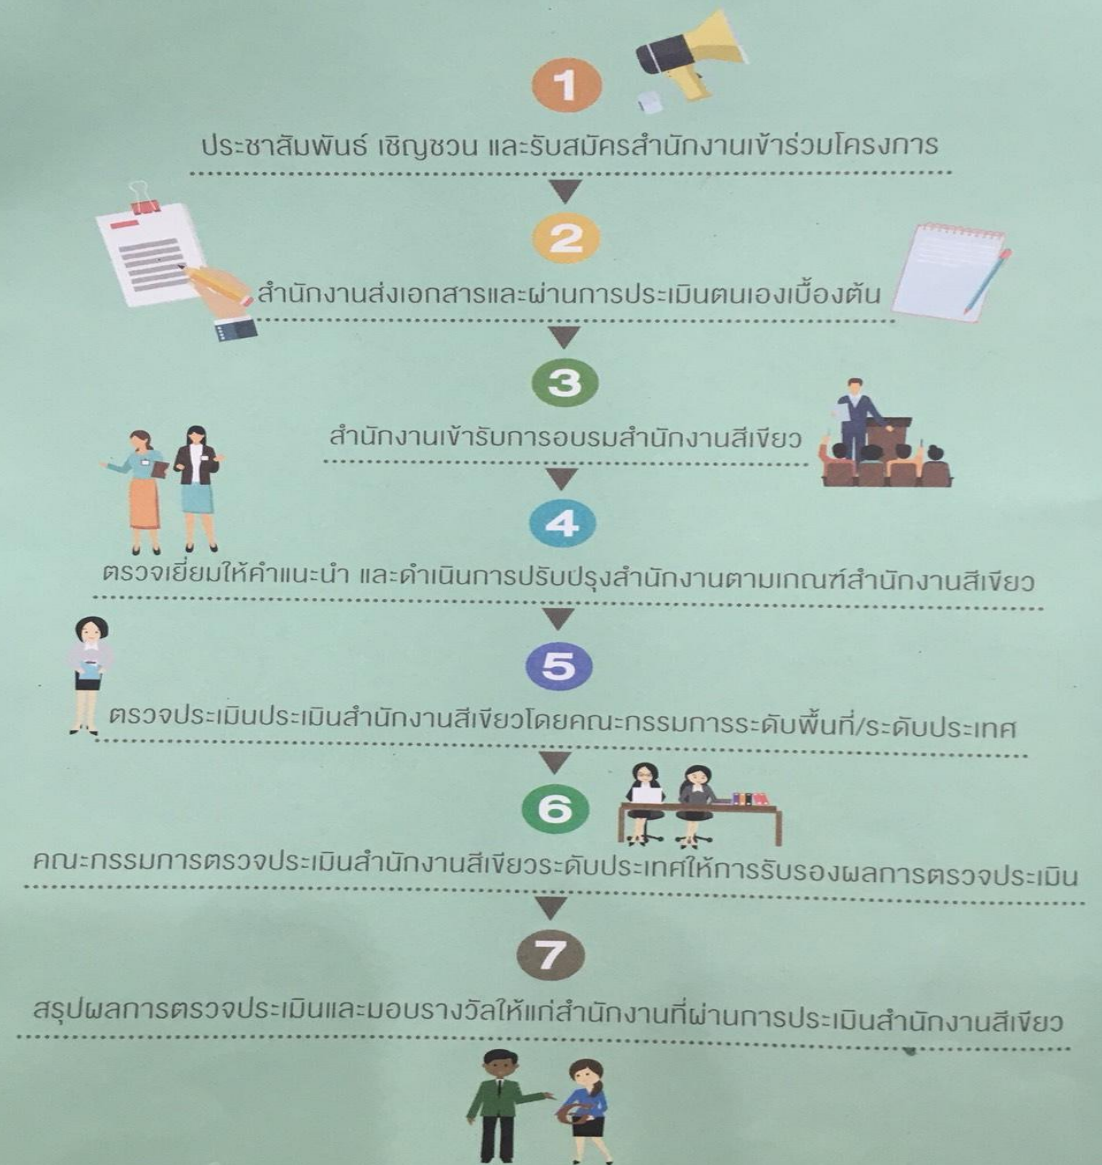 1
ประชาสัมพันธ์ เชิญชวน และรับสมัครสำนักงานเข้าร่วมโครงการ
2
สำนักงานส่งเอกสารและผ่านการประเมินตนเองเบื้องต้น
3
สำนักงานเข้ารับการอบรมสำนักงานสีเขียว
4
ตรวจเยี่ยมให้คำแนะนำ และดำเนินการปรับปรุงสำนักงานตามเกณฑ์สำนักงานสีเขียว
5
ตรวจประเมินประเมินสำนักงานสีเขียวโดยคณะกรรมการระดับพื้นที่/ระดับประเทศ
6
คณะกรรมการตรวจประเมินสำนักงานสีเขียวระดับประเทศให้การรับรองผลการตรวจประเมิน
7
สรุปผลการตรวจประเมินและมอบรางวัลให้แก่สำนักงานที่ผ่านการประเมินสำนักงานสีเขียว